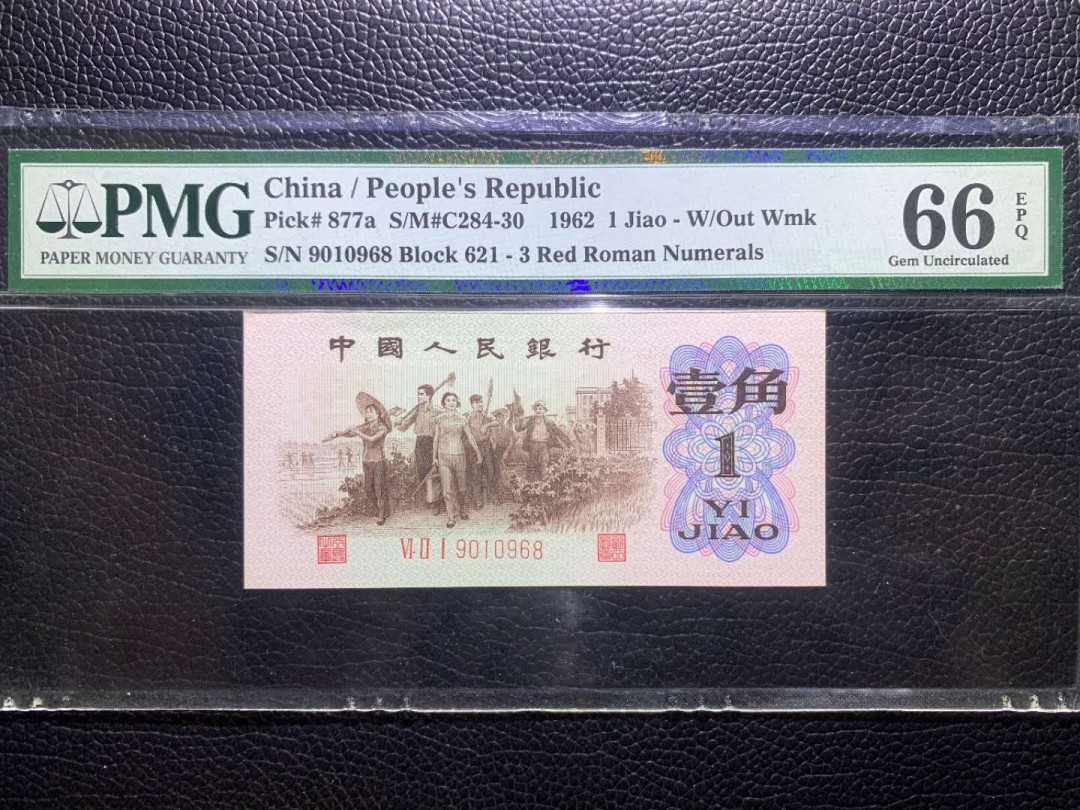 PMG
PAPER MONEY GUARANTY
China / People's Republic
Pick# 877a S/M#C284-30 1962 1 Jiao - W/Out Wmk
S/N 9010968 Block 621 - 3 Red Roman Numerals
66
EPQ
Gem Uncirculated
中國人民銀行
壹角
1
YI
JIAO
VI II I 9010968